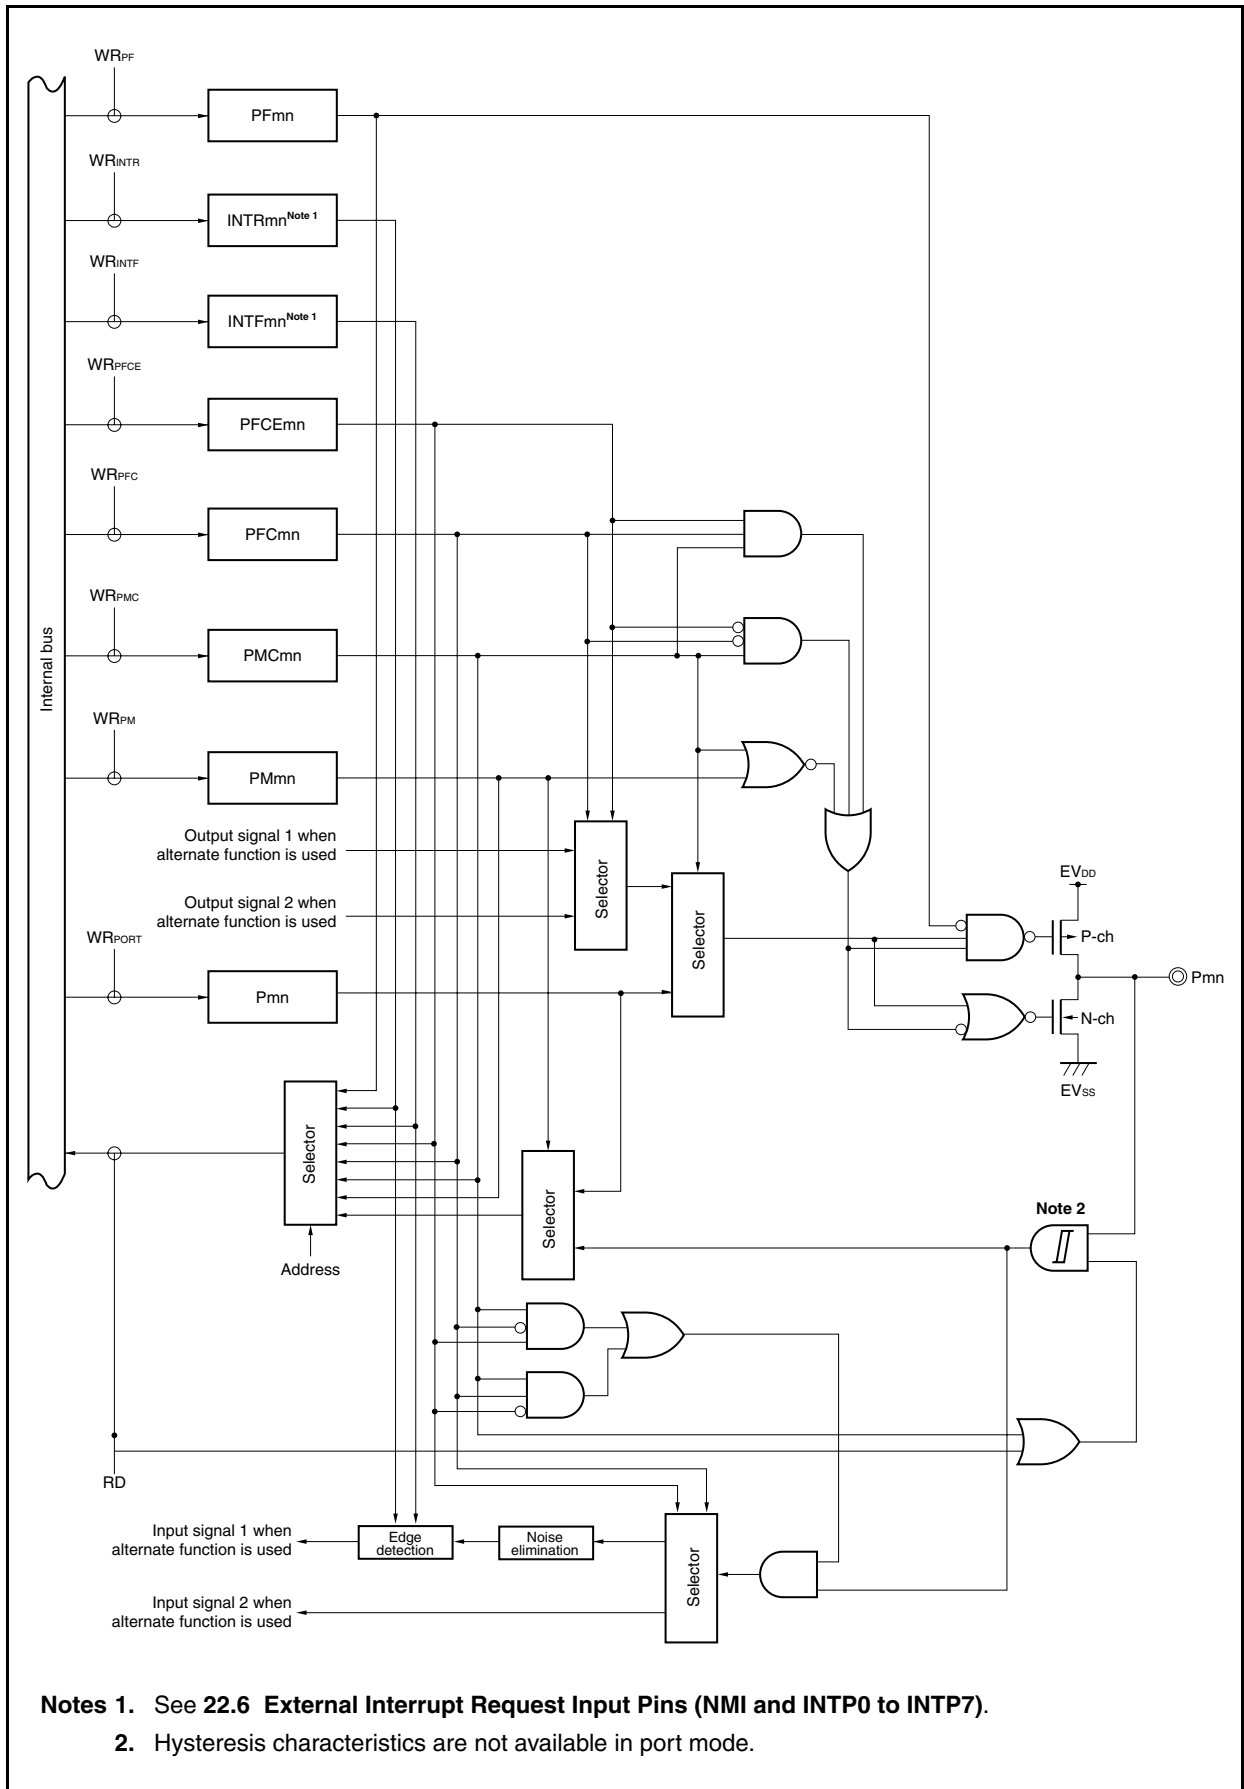 WRPF
PFmn
WRINTR
INTRmnNote 1
WRINTF
INTFmnNote 1
WRPFCE
PFCEmn
WRPFC
PFCmn
WRPMC
PMCmn
Internal bus
WRPM
PMmn
Output signal 1 when
alternate function is used
Output signal 2 when
alternate function is used
Selector
Selector
EVDD
P-ch
WRPORT
Pmn
Pmn
N-ch
EVSS
Selector
Selector
Address
Note 2
RD
Input signal 1 when
alternate function is used
Edge
detection
Noise
elimination
Selector
Input signal 2 when
alternate function is used
Notes 1. See 22.6 External Interrupt Request Input Pins (NMI and INTP0 to INTP7).
2. Hysteresis characteristics are not available in port mode.